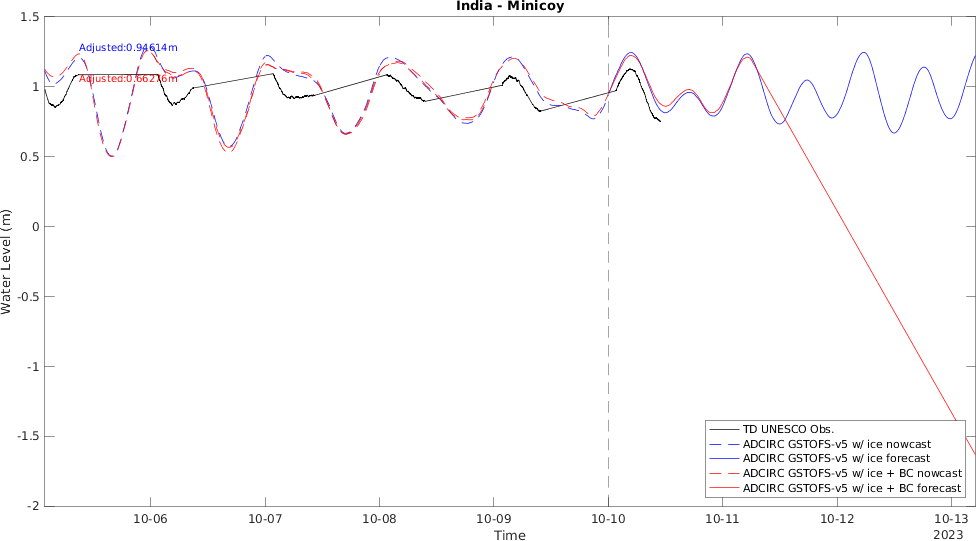 India - Minicoy
1.5
Adjusted:0.94614m
Adjusted:0.66276m
1
0.5
0
-0.5
-1
-1.5
-2
Water Level (m)
TD UNESCO Obs.
ADCIRC GSTOFS-v5 w/ ice nowcast
ADCIRC GSTOFS-v5 w/ ice forecast
ADCIRC GSTOFS-v5 w/ ice + BC nowcast
ADCIRC GSTOFS-v5 w/ ice + BC forecast
10-06 10-07 10-08 10-09 10-10 10-11 10-12 10-13
2023
Time